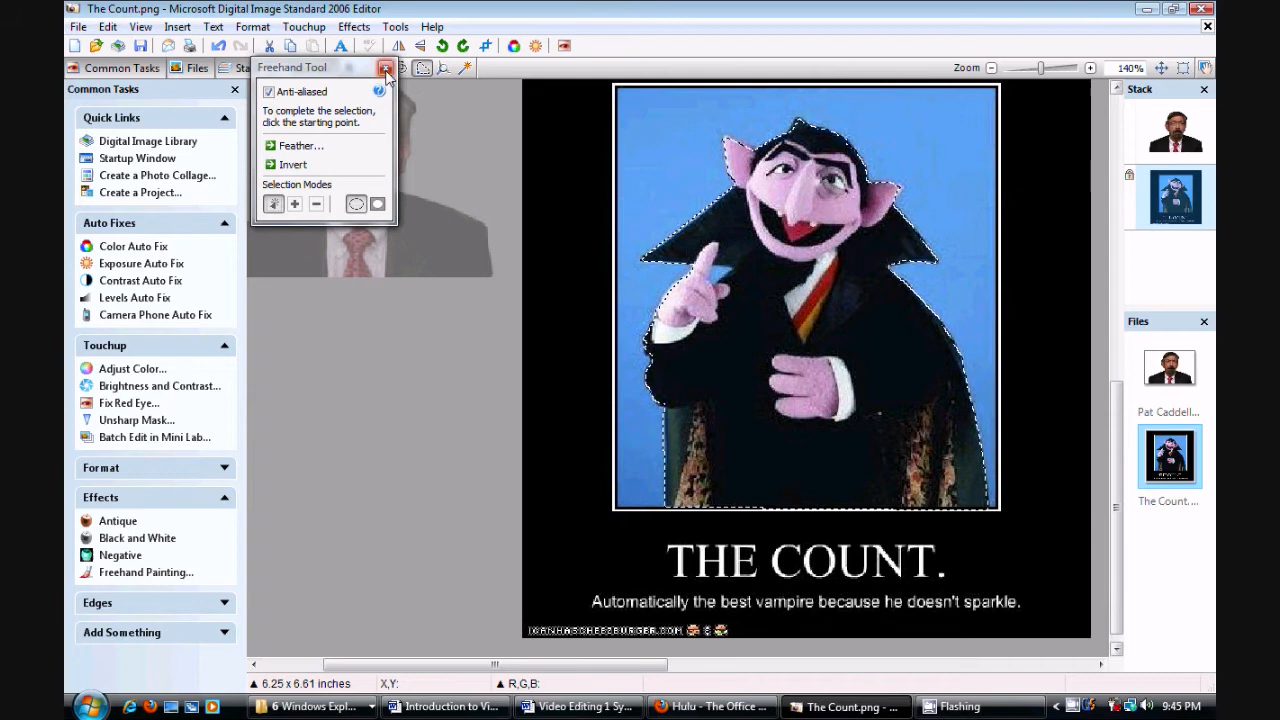 The Count.png - Microsoft Digital Image Standard 2006 Editor
File Edit View Insert Text Format Touchup Effects Tools Help
Common Tasks Files Zoom 140%
Common Tasks
Quick Links
Digital Image Library
Startup Window
Create a Photo Collage...
Create a Project...
Auto Fixes
Color Auto Fix
Exposure Auto Fix
Contrast Auto Fix
Levels Auto Fix
Camera Phone Auto Fix
Touchup
Adjust Color...
Brightness and Contrast...
Fix Red Eye...
Unsharp Mask...
Batch Edit in Mini Lab...
Format
Effects
Antique
Black and White
Negative
Freehand Painting...
Edges
Add Something
Freehand Tool
Anti-aliased
To complete the selection,
click the starting point.
Feather...
Invert
Selection Modes
THE COUNT.
Automatically the best vampire because he doesn't sparkle.
ICANHASCHEEZBURGER.COM
Stack
Files
Pat Caddell...
The Count....
6.25 x 6.61 inches X,Y: R,G,B:
6 Windows Expl... Introduction to Vi... Video Editing 1 Sy... Hulu - The Office ... The Count.png - ... Flashing 9:45 PM